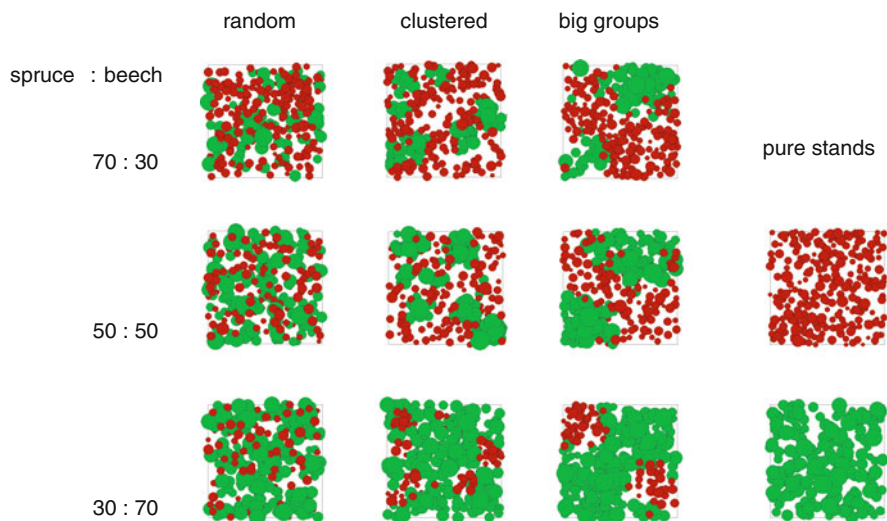 random clustered big groups
spruce : beech
70 : 30
pure stands
50 : 50
30 : 70